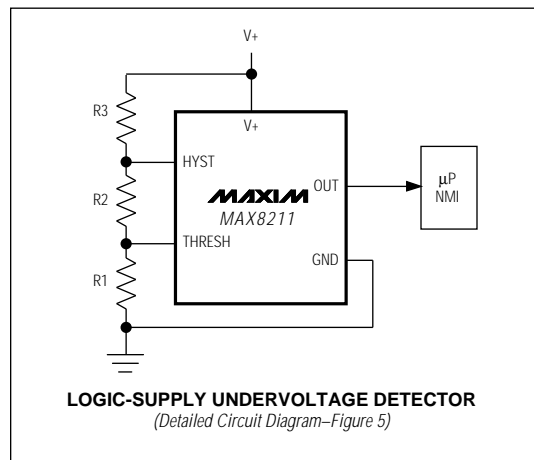 V+
R3
V+
HYST
OUT
µP
NMI
R2
MAXIM
MAX8211
THRESH
GND
R1
LOGIC-SUPPLY UNDERVOLTAGE DETECTOR
(Detailed Circuit Diagram–Figure 5)